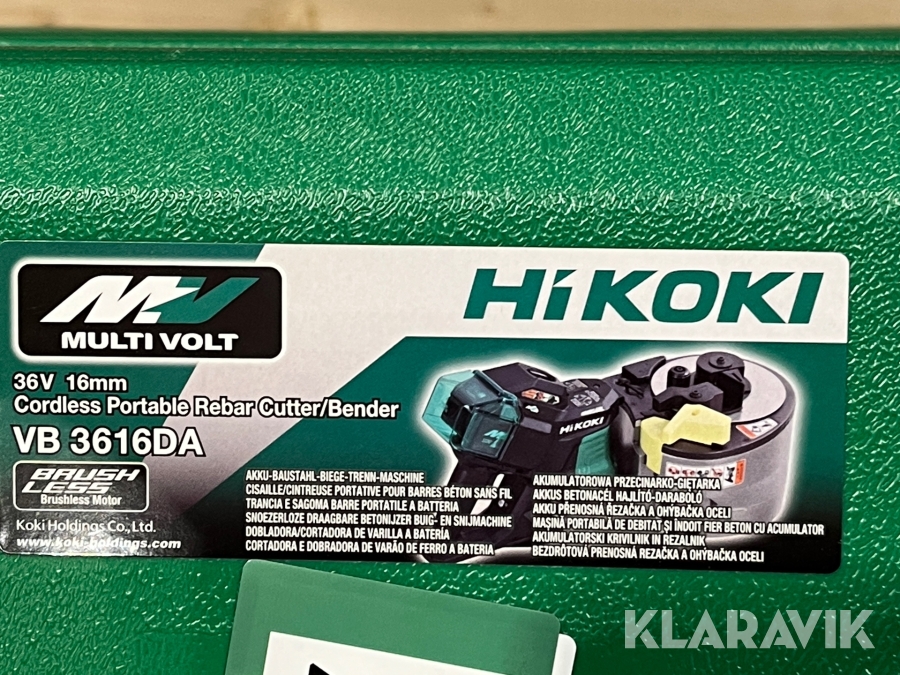 MV
MULTI VOLT
HiKOKI
36V 16mm
Cordless Portable Rebar Cutter/Bender
VB 3616DA
BRUSH
LESS
Brushless Motor
Koki Holdings Co., Ltd.
www.koki-holdings.com
HiKOKI
AKKU-BAUSTAHL-BIEGE-TRENN-MASCHINE
CISAILLE/CINTREUSE PORTATIVE POUR BARRES BÉTON SANS FIL
TRANCIA E SAGOMA BARRE PORTATILE A BATTERIA
SNOERZELOZE DRAAGBARE BETONIJZER BUIG- EN SNIJMACHINE
DOBLADORA/CORTADORA DE VARILLA A BATERÍA
CORTADORA E DOBRADORA DE VARÃO DE FERRO A BATERIA
AKUMULATOROWA PRZECINARKO-GIĘTARKA
AKKUS BETONACÉL HAJLÍTÓ-DARABOLÓ
AKKU PŘENOSNÁ ŘEZAČKA A OHÝBAČKA OCELI
MAŞINĂ PORTABILĂ DE DEBITAT ŞI ÎNDOIT FIER BETON CU ACUMULATOR
AKUMULATORSKI KRIVILNIK IN REZALNIK
BEZDRÔTOVÁ PRENOSNÁ REZAČKA A OHÝBAČKA OCELI
KLARAVIK